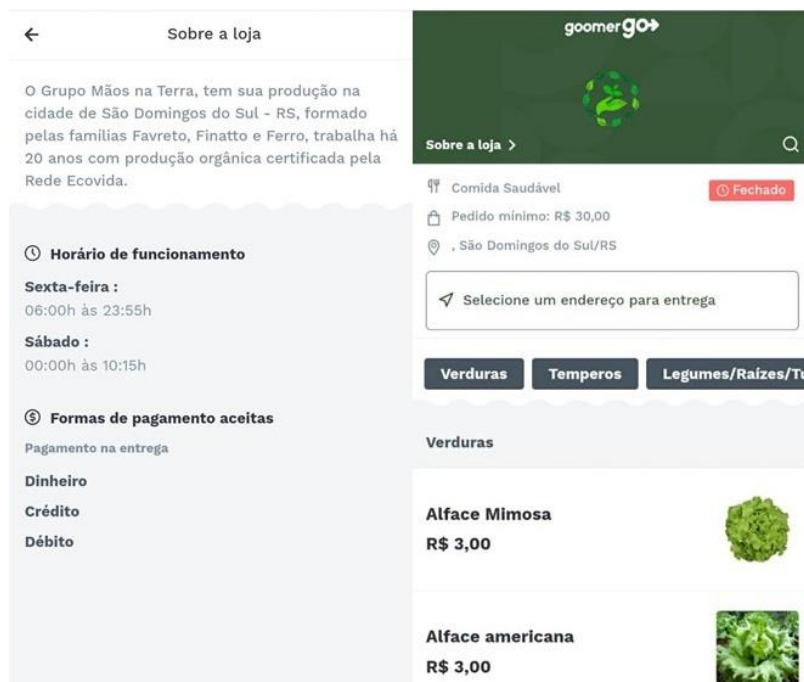 Sobre a loja
O Grupo Mãos na Terra, tem sua produção na
cidade de São Domingos do Sul - RS, formado
pelas famílias Favreto, Finatto e Ferro, trabalha há
20 anos com produção orgânica certificada pela
Rede Ecovida.
Horário de funcionamento
Sexta-feira :
06:00h às 23:55h
Sábado :
00:00h às 10:15h
Formas de pagamento aceitas
Pagamento na entrega
Dinheiro
Crédito
Débito
goomer go
Sobre a loja
Comida Saudável
Fechado
Pedido mínimo: R$ 30,00
, São Domingos do Sul/RS
Selecione um endereço para entrega
Verduras Temperos Legumes/Raízes/Tu
Verduras
Alface Mimosa
R$ 3,00
Alface americana
R$ 3,00